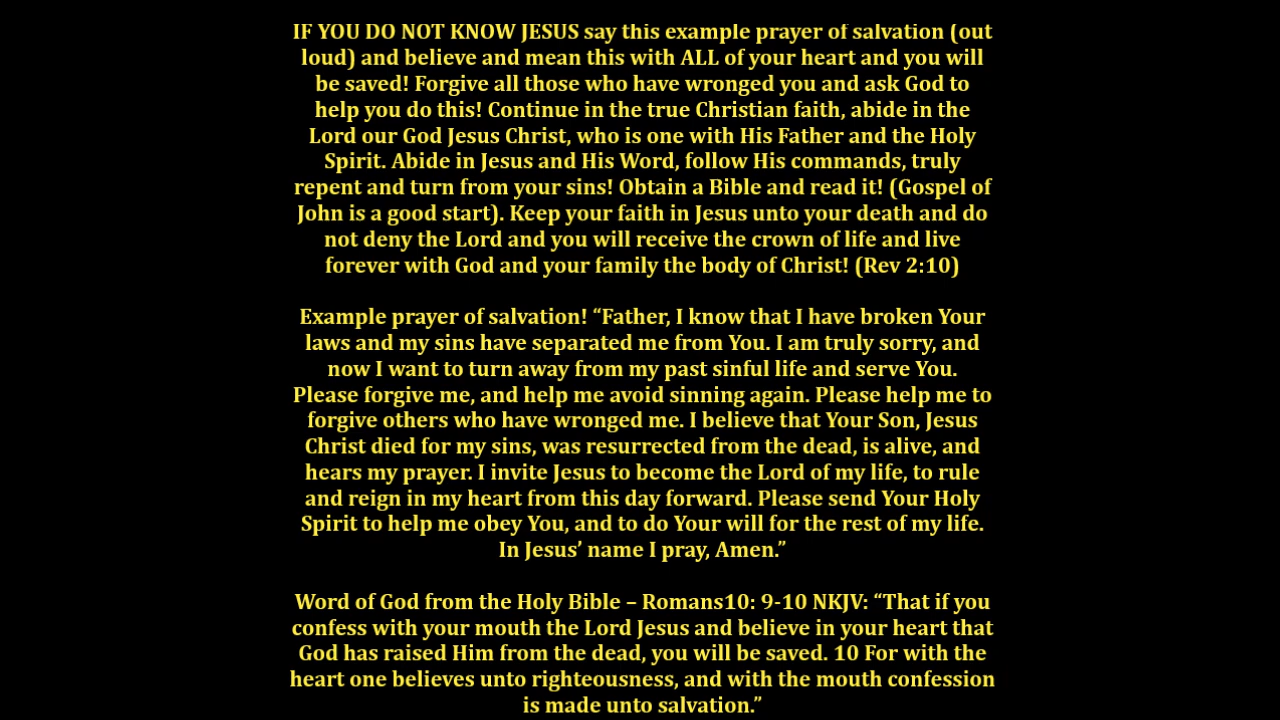 IF YOU DO NOT KNOW JESUS say this example prayer of salvation (out
loud) and believe and mean this with ALL of your heart and you will
be saved! Forgive all those who have wronged you and ask God to
help you do this! Continue in the true Christian faith, abide in the
Lord our God Jesus Christ, who is one with His Father and the Holy
Spirit. Abide in Jesus and His Word, follow His commands, truly
repent and turn from your sins! Obtain a Bible and read it! (Gospel of
John is a good start). Keep your faith in Jesus unto your death and do
not deny the Lord and you will receive the crown of life and live
forever with God and your family the body of Christ! (Rev 2:10)
Example prayer of salvation! “Father, I know that I have broken Your
laws and my sins have separated me from You. I am truly sorry, and
now I want to turn away from my past sinful life and serve You.
Please forgive me, and help me avoid sinning again. Please help me to
forgive others who have wronged me. I believe that Your Son, Jesus
Christ died for my sins, was resurrected from the dead, is alive, and
hears my prayer. I invite Jesus to become the Lord of my life, to rule
and reign in my heart from this day forward. Please send Your Holy
Spirit to help me obey You, and to do Your will for the rest of my life.
In Jesus’ name I pray, Amen.”
Word of God from the Holy Bible – Romans10: 9-10 NKJV: “That if you
confess with your mouth the Lord Jesus and believe in your heart that
God has raised Him from the dead, you will be saved. 10 For with the
heart one believes unto righteousness, and with the mouth confession
is made unto salvation.”